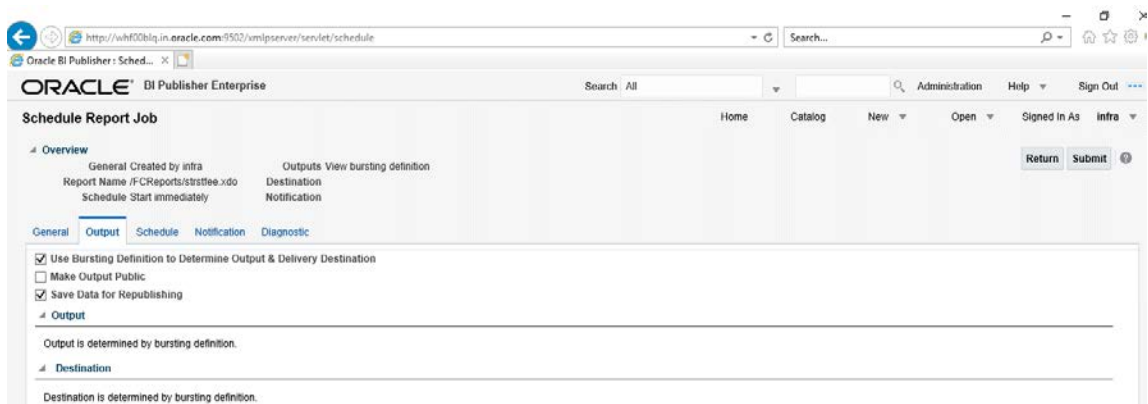 http://whf00blq.in.oracle.com:9502/xmlpserver/servlet/schedule
Search...
Oracle BI Publisher : Sched...
ORACLE BI Publisher Enterprise
Search All
Administration Help Sign Out
Schedule Report Job
Home Catalog New Open Signed In As infra
Overview
Return Submit
General Created by infra Outputs View bursting definition
Report Name /FCReports/strstfee.xdo Destination
Schedule Start immediately Notification
General Output Schedule Notification Diagnostic
Use Bursting Definition to Determine Output & Delivery Destination
Make Output Public
Save Data for Republishing
Output
Output is determined by bursting definition.
Destination
Destination is determined by bursting definition.